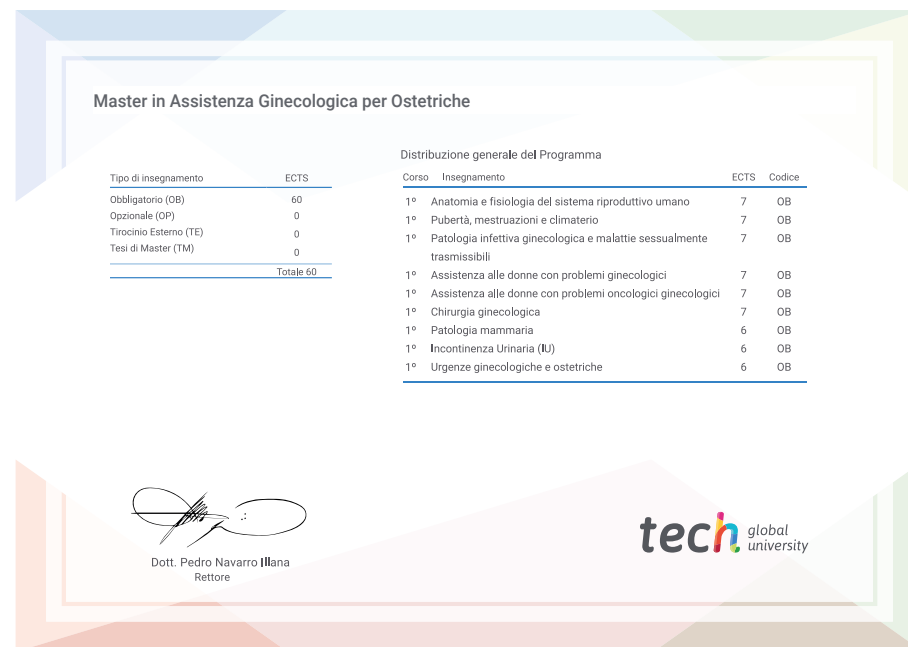 Master in Assistenza Ginecologica per Ostetriche
Tipo di insegnamento ECTS
Obbligatorio (OB) 60
Opzionale (OP) 0
Tirocinio Esterno (TE) 0
Tesi di Master (TM) 0
Totale 60
Distribuzione generale del Programma
Corso Insegnamento ECTS Codice
1º Anatomia e fisiologia del sistema riproduttivo umano 7 OB
1º Pubertà, mestruazioni e climaterio 7 OB
1º Patologia infettiva ginecologica e malattie sessualmente 7 OB
trasmissibili
1º Assistenza alle donne con problemi ginecologici 7 OB
1º Assistenza alle donne con problemi oncologici ginecologici 7 OB
1º Chirurgia ginecologica 7 OB
1º Patologia mammaria 6 OB
1º Incontinenza Urinaria (IU) 6 OB
1º Urgenze ginecologiche e ostetriche 6 OB
Dott. Pedro Navarro Illana
Rettore
tech global
university